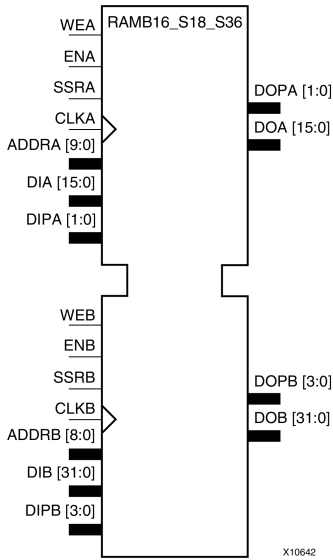 RAMB16_S18_S36
WEA
ENA
SSRA
CLKA
ADDRA [9:0]
DIA [15:0]
DIPA [1:0]
DOPA [1:0]
DOA [15:0]
WEB
ENB
SSRB
CLKB
ADDRB [8:0]
DIB [31:0]
DIPB [3:0]
DOPB [3:0]
DOB [31:0]
X10642